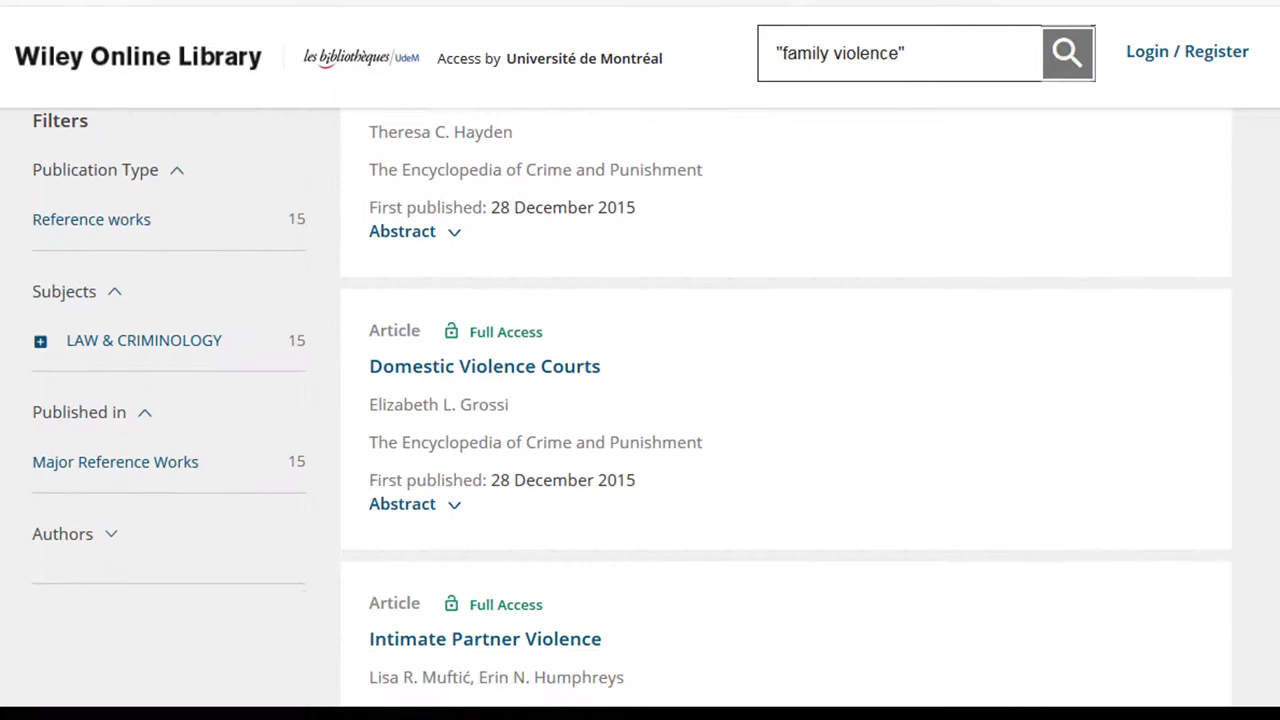 Wiley Online Library
les bibliothèques/UdeM
Access by Université de Montréal
"family violence"
Login / Register
Filters
Publication Type
Reference works 15
Subjects
LAW & CRIMINOLOGY 15
Published in
Major Reference Works 15
Authors
Theresa C. Hayden
The Encyclopedia of Crime and Punishment
First published: 28 December 2015
Abstract
Article Full Access
Domestic Violence Courts
Elizabeth L. Grossi
The Encyclopedia of Crime and Punishment
First published: 28 December 2015
Abstract
Article Full Access
Intimate Partner Violence
Lisa R. Muftić, Erin N. Humphreys